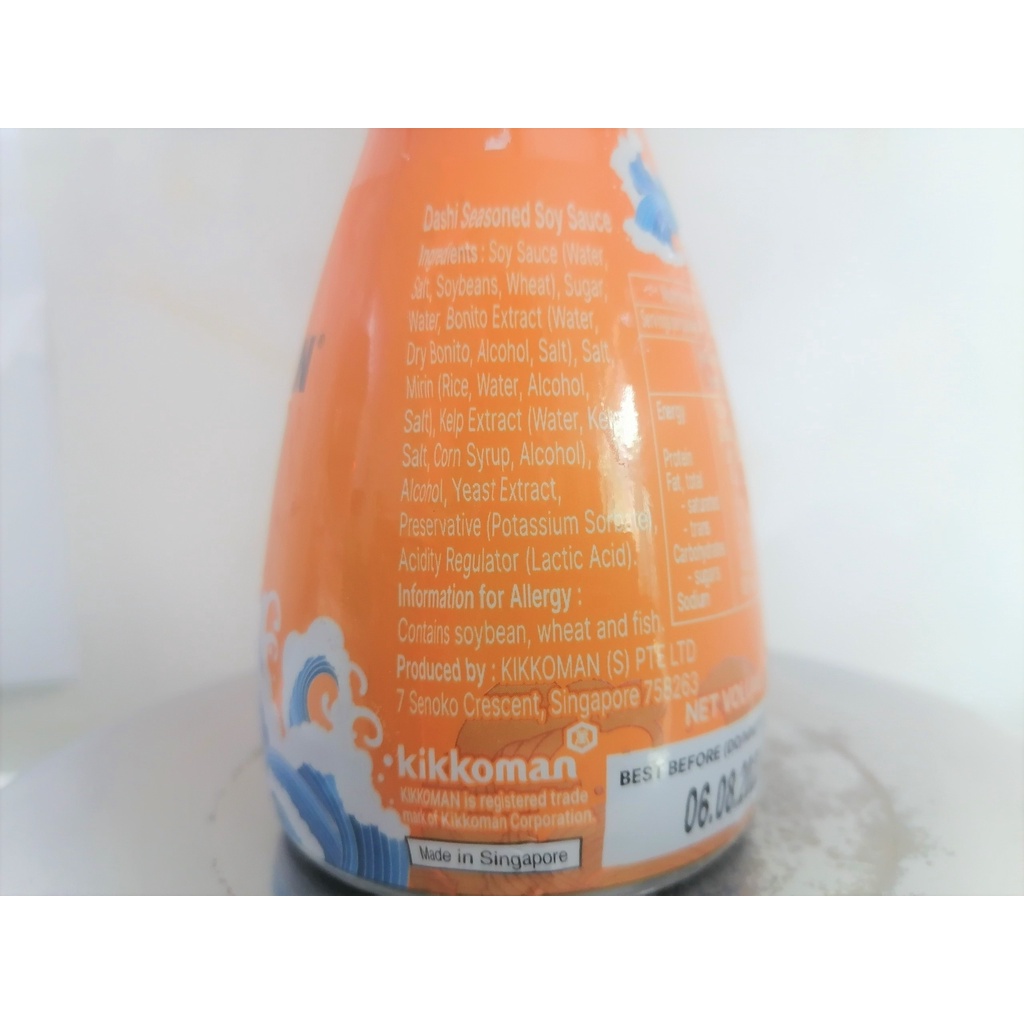 Dashi Seasoned Soy Sauce
Ingredients : Soy Sauce (Water,
Salt, Soybeans, Wheat), Sugar,
Water, Bonito Extract (Water,
Dry Bonito, Alcohol, Salt), Salt,
Mirin (Rice, Water, Alcohol,
Salt), Kelp Extract (Water, Kelp,
Salt, Corn Syrup, Alcohol),
Alcohol, Yeast Extract,
Preservative (Potassium Sorbate),
Acidity Regulator (Lactic Acid).
Information for Allergy :
Contains soybean, wheat and fish.
Produced by : KIKKOMAN (S) PTE LTD
7 Senoko Crescent, Singapore 758263
kikkoman
KIKKOMAN is registered trade
mark of Kikkoman Corporation.
Made in Singapore
Energy
Protein
Fat, total
- saturated
- trans
Carbohydrate
- sugars
Sodium
NET
BEST BEFORE
06.08.